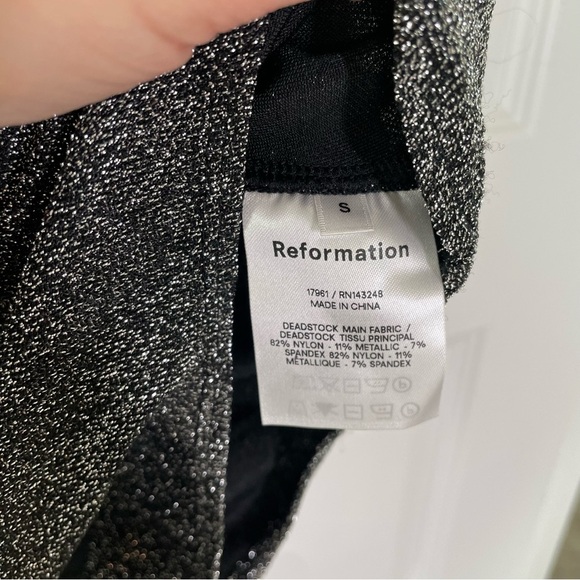 S
Reformation
17961 / RN143248
MADE IN CHINA
DEADSTOCK MAIN FABRIC /
DEADSTOCK TISSU PRINCIPAL
82% NYLON - 11% METALLIC - 7%
SPANDEX 82% NYLON - 11%
MÉTALLIQUE - 7% SPANDEX